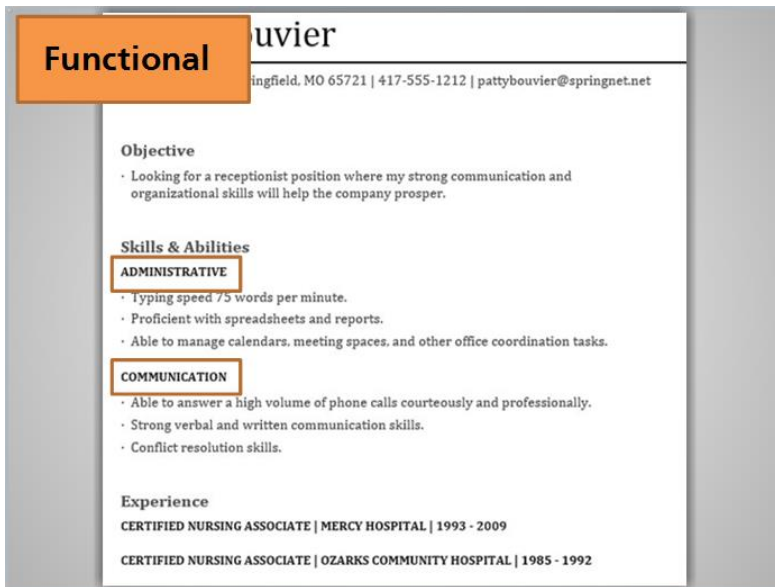 Functional
ouvier
ingfield, MO 65721 | 417-555-1212 | pattybouvier@springnet.net
Objective
· Looking for a receptionist position where my strong communication and
organizational skills will help the company prosper.
Skills & Abilities
ADMINISTRATIVE
· Typing speed 75 words per minute.
· Proficient with spreadsheets and reports.
· Able to manage calendars, meeting spaces, and other office coordination tasks.
COMMUNICATION
· Able to answer a high volume of phone calls courteously and professionally.
· Strong verbal and written communication skills.
· Conflict resolution skills.
Experience
CERTIFIED NURSING ASSOCIATE | MERCY HOSPITAL | 1993 - 2009
CERTIFIED NURSING ASSOCIATE | OZARKS COMMUNITY HOSPITAL | 1985 - 1992